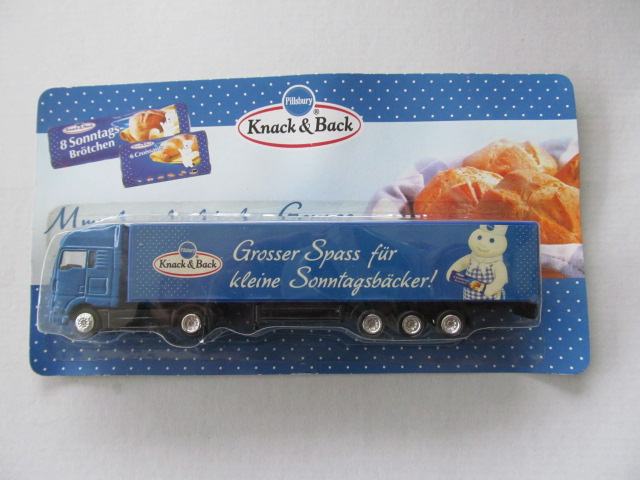 Pillsbury
Knack & Back®
8 Sonntags-
Brötchen
Pillsbury
Knack & Back
Grosser Spass für
kleine Sonntagsbäcker!